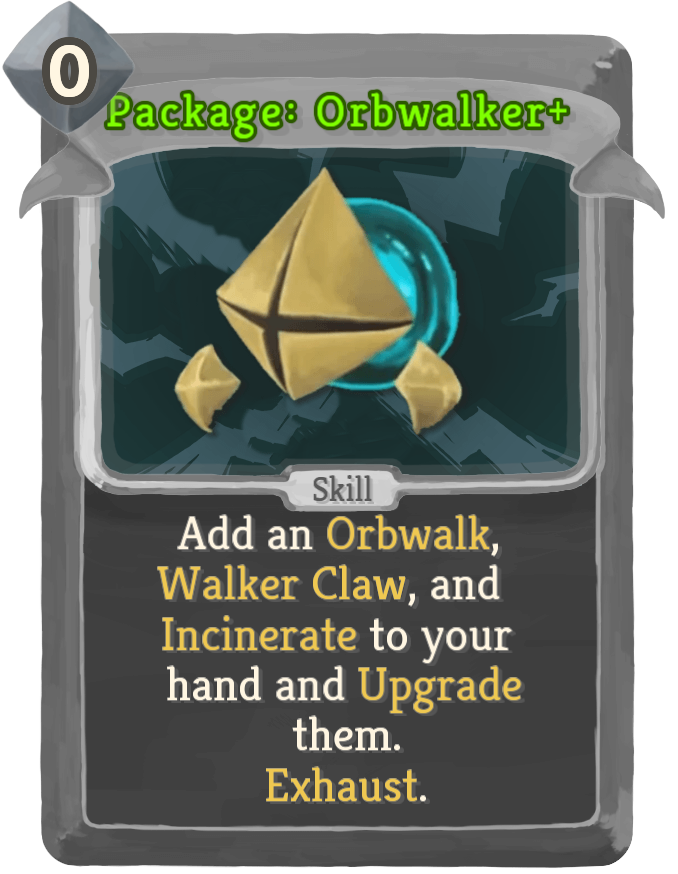 0
Package: Orbwalker+
Skill
Add an Orbwalk,
Walker Claw, and
Incinerate to your
hand and Upgrade
them.
Exhaust.